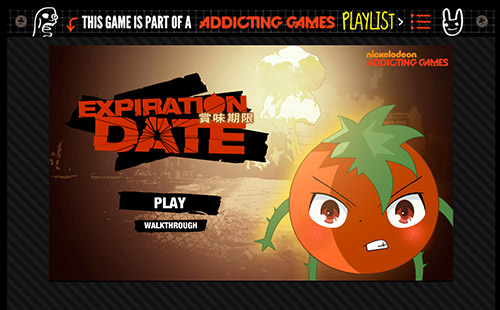 THIS GAME IS PART OF A ADDICTING GAMES PLAYLIST >
nickelodeon
ADDICTING GAMES
EXPIRATION
賞味期限
DATE
PLAY
WALKTHROUGH